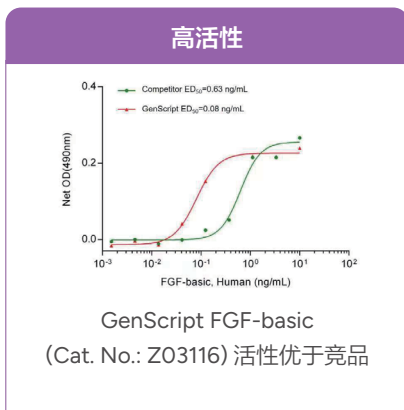 高活性
Competitor ED₅₀=0.63 ng/mL
GenScript ED₅₀=0.08 ng/mL
Net OD(490nm)
0.4
0.2
0.0
10⁻³ 10⁻² 10⁻¹ 10⁰ 10¹ 10²
FGF-basic, Human (ng/mL)
GenScript FGF-basic
(Cat. No.: Z03116) 活性优于竞品